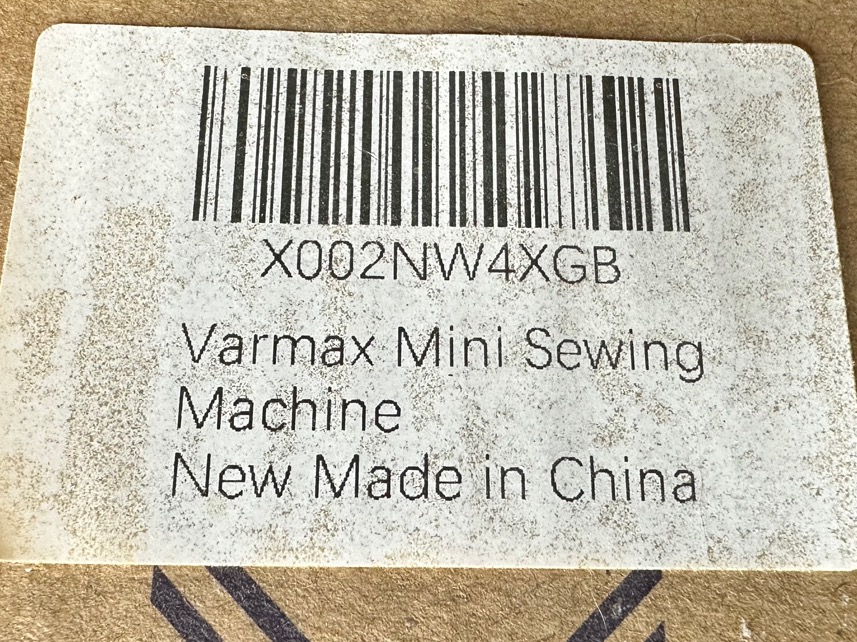 X002NW4XGB
Varmax Mini Sewing
Machine
New Made in China